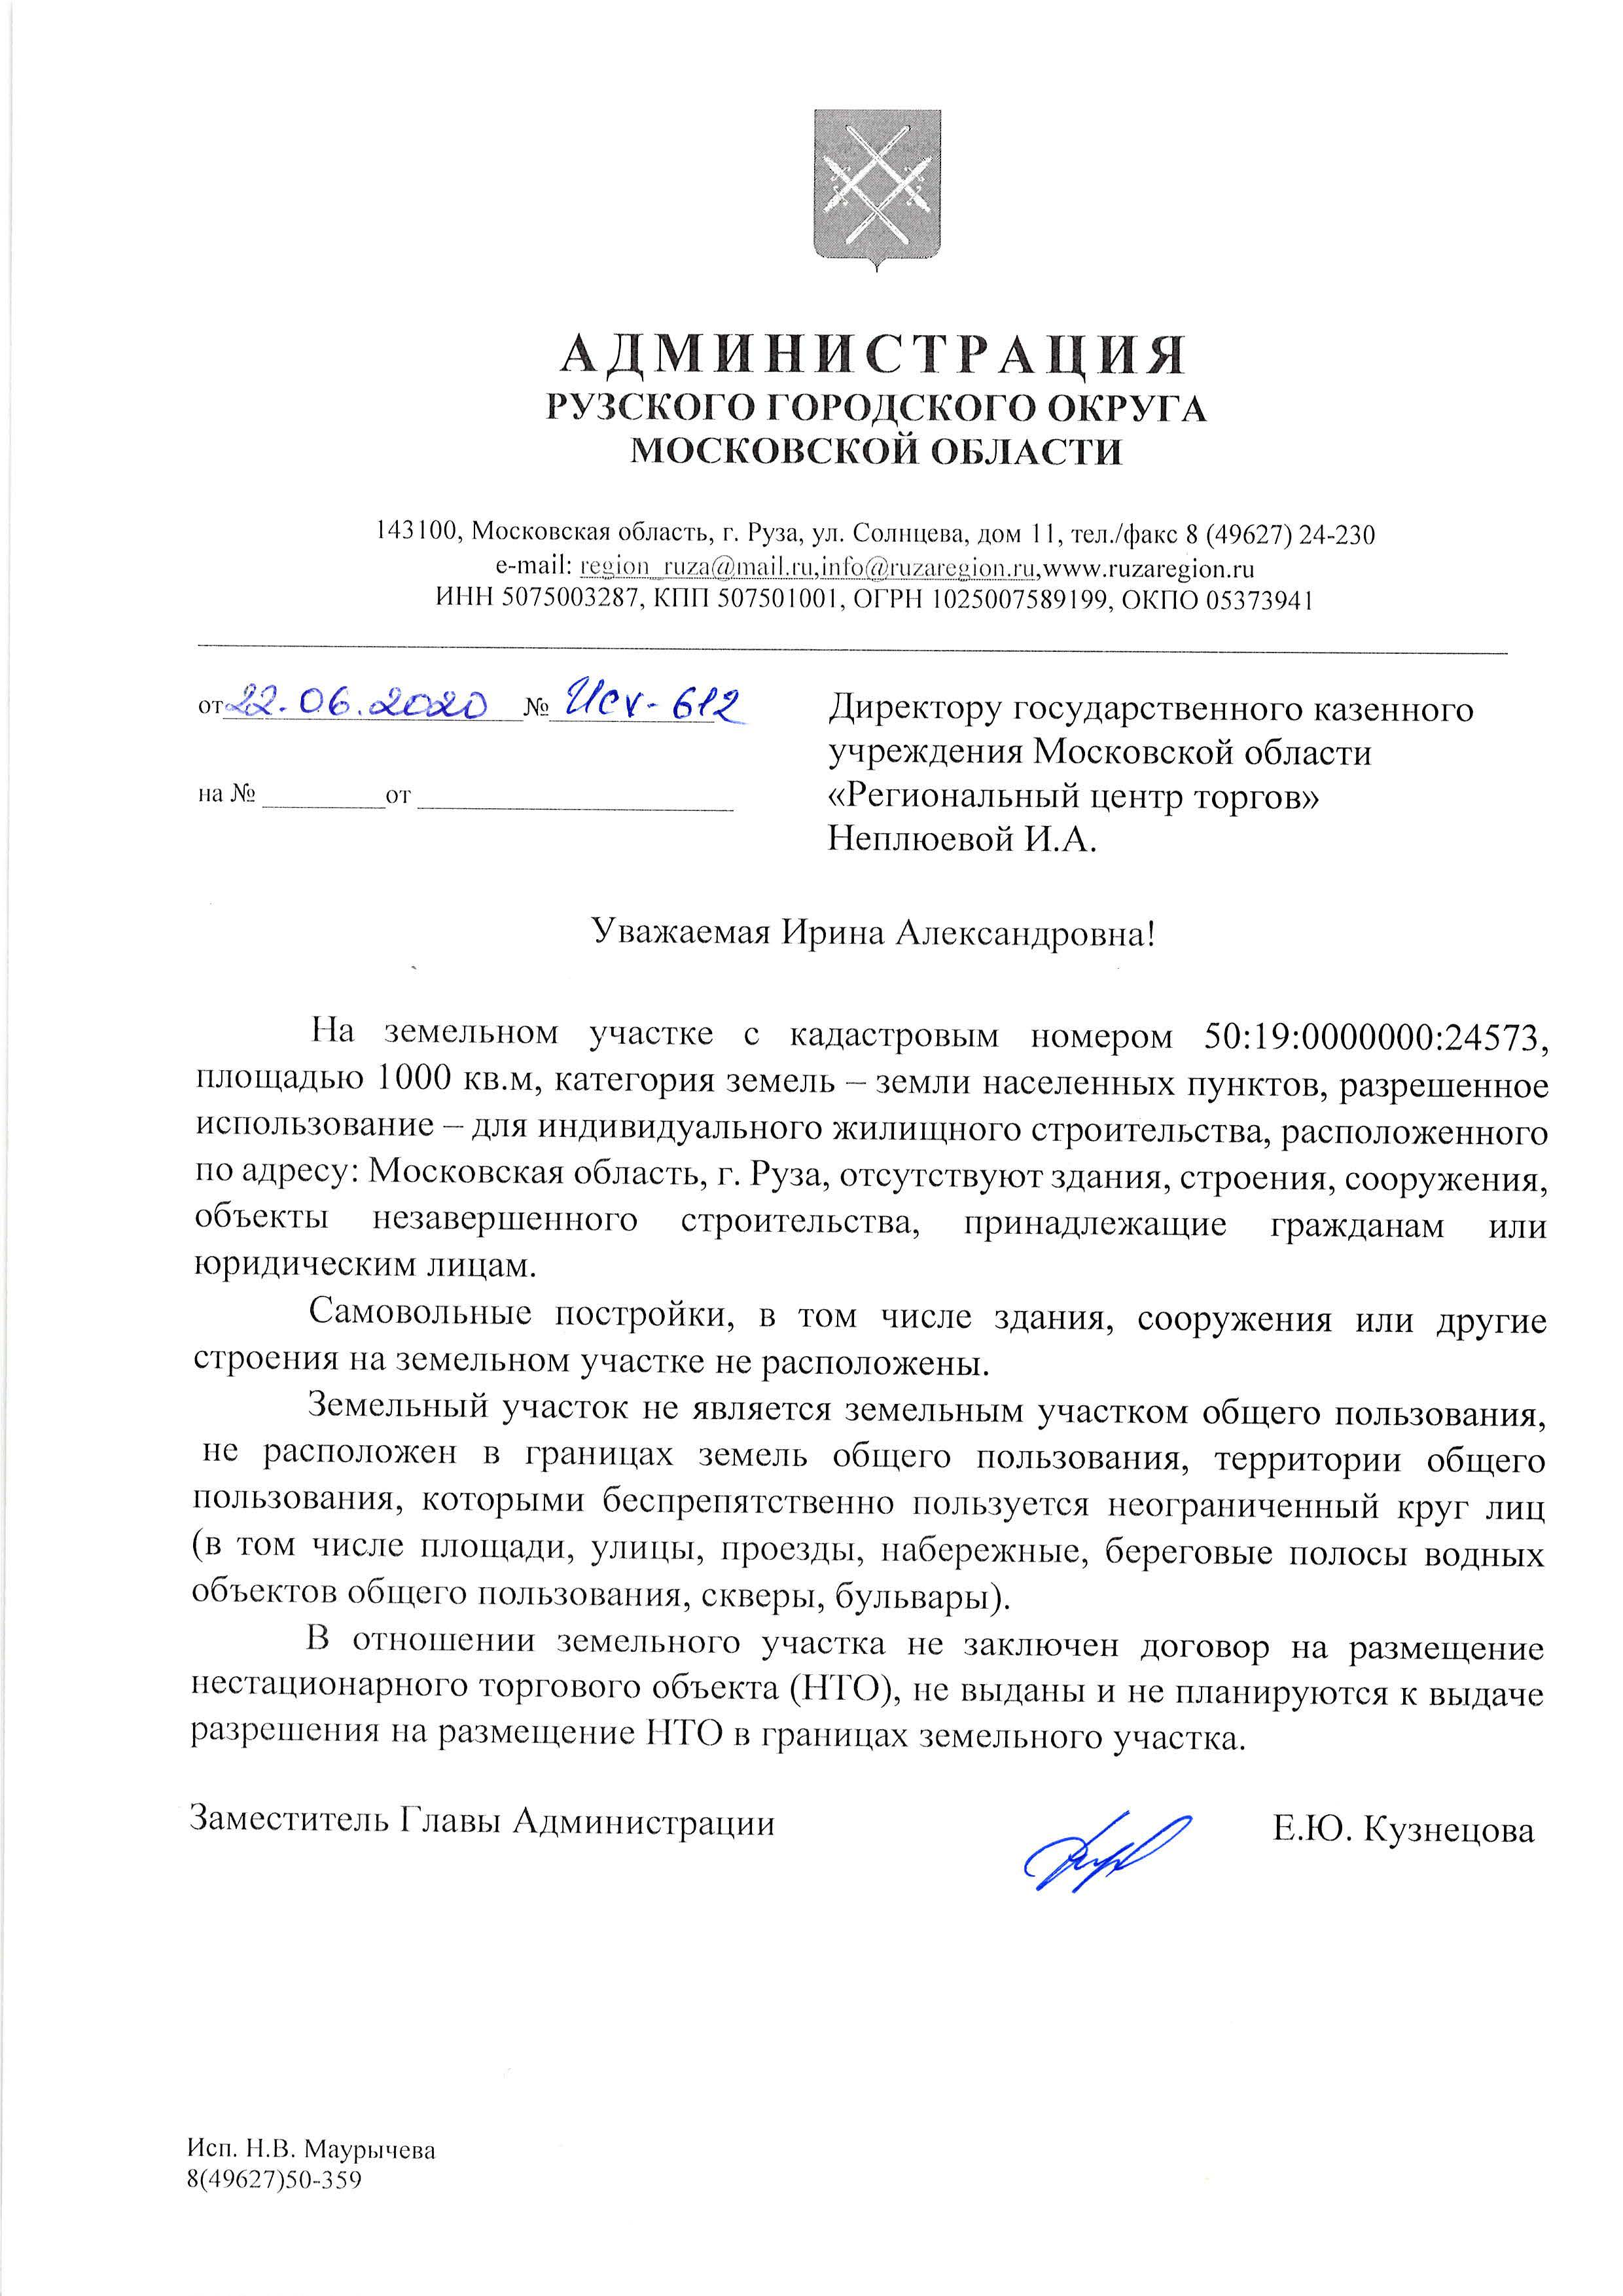 АДМИНИСТРАЦИЯ
РУЗСКОГО ГОРОДСКОГО ОКРУГА
МОСКОВСКОЙ ОБЛАСТИ
143100, Московская область, г. Руза, ул. Солнцева, дом 11, тел./факс 8 (49627) 24-230
e-mail: region_ruza@mail.ru,info@ruzaregion.ru,www.ruzaregion.ru
ИНН 5075003287, КПП 507501001, ОГРН 1025007589199, ОКПО 05373941
от 22.06.2020 № Исх-612
на № __________от __________
Директору государственного казенного
учреждения Московской области
«Региональный центр торгов»
Неплюевой И.А.
Уважаемая Ирина Александровна!
На земельном участке с кадастровым номером 50:19:0000000:24573,
площадью 1000 кв.м, категория земель – земли населенных пунктов, разрешенное
использование – для индивидуального жилищного строительства, расположенного
по адресу: Московская область, г. Руза, отсутствуют здания, строения, сооружения,
объекты незавершенного строительства, принадлежащие гражданам или
юридическим лицам.
Самовольные постройки, в том числе здания, сооружения или другие
строения на земельном участке не расположены.
Земельный участок не является земельным участком общего пользования,
не расположен в границах земель общего пользования, территории общего
пользования, которыми беспрепятственно пользуется неограниченный круг лиц
(в том числе площади, улицы, проезды, набережные, береговые полосы водных
объектов общего пользования, скверы, бульвары).
В отношении земельного участка не заключен договор на размещение
нестационарного торгового объекта (НТО), не выданы и не планируются к выдаче
разрешения на размещение НТО в границах земельного участка.
Заместитель Главы Администрации Е.Ю. Кузнецова
Исп. Н.В. Маурычева
8(49627)50-359